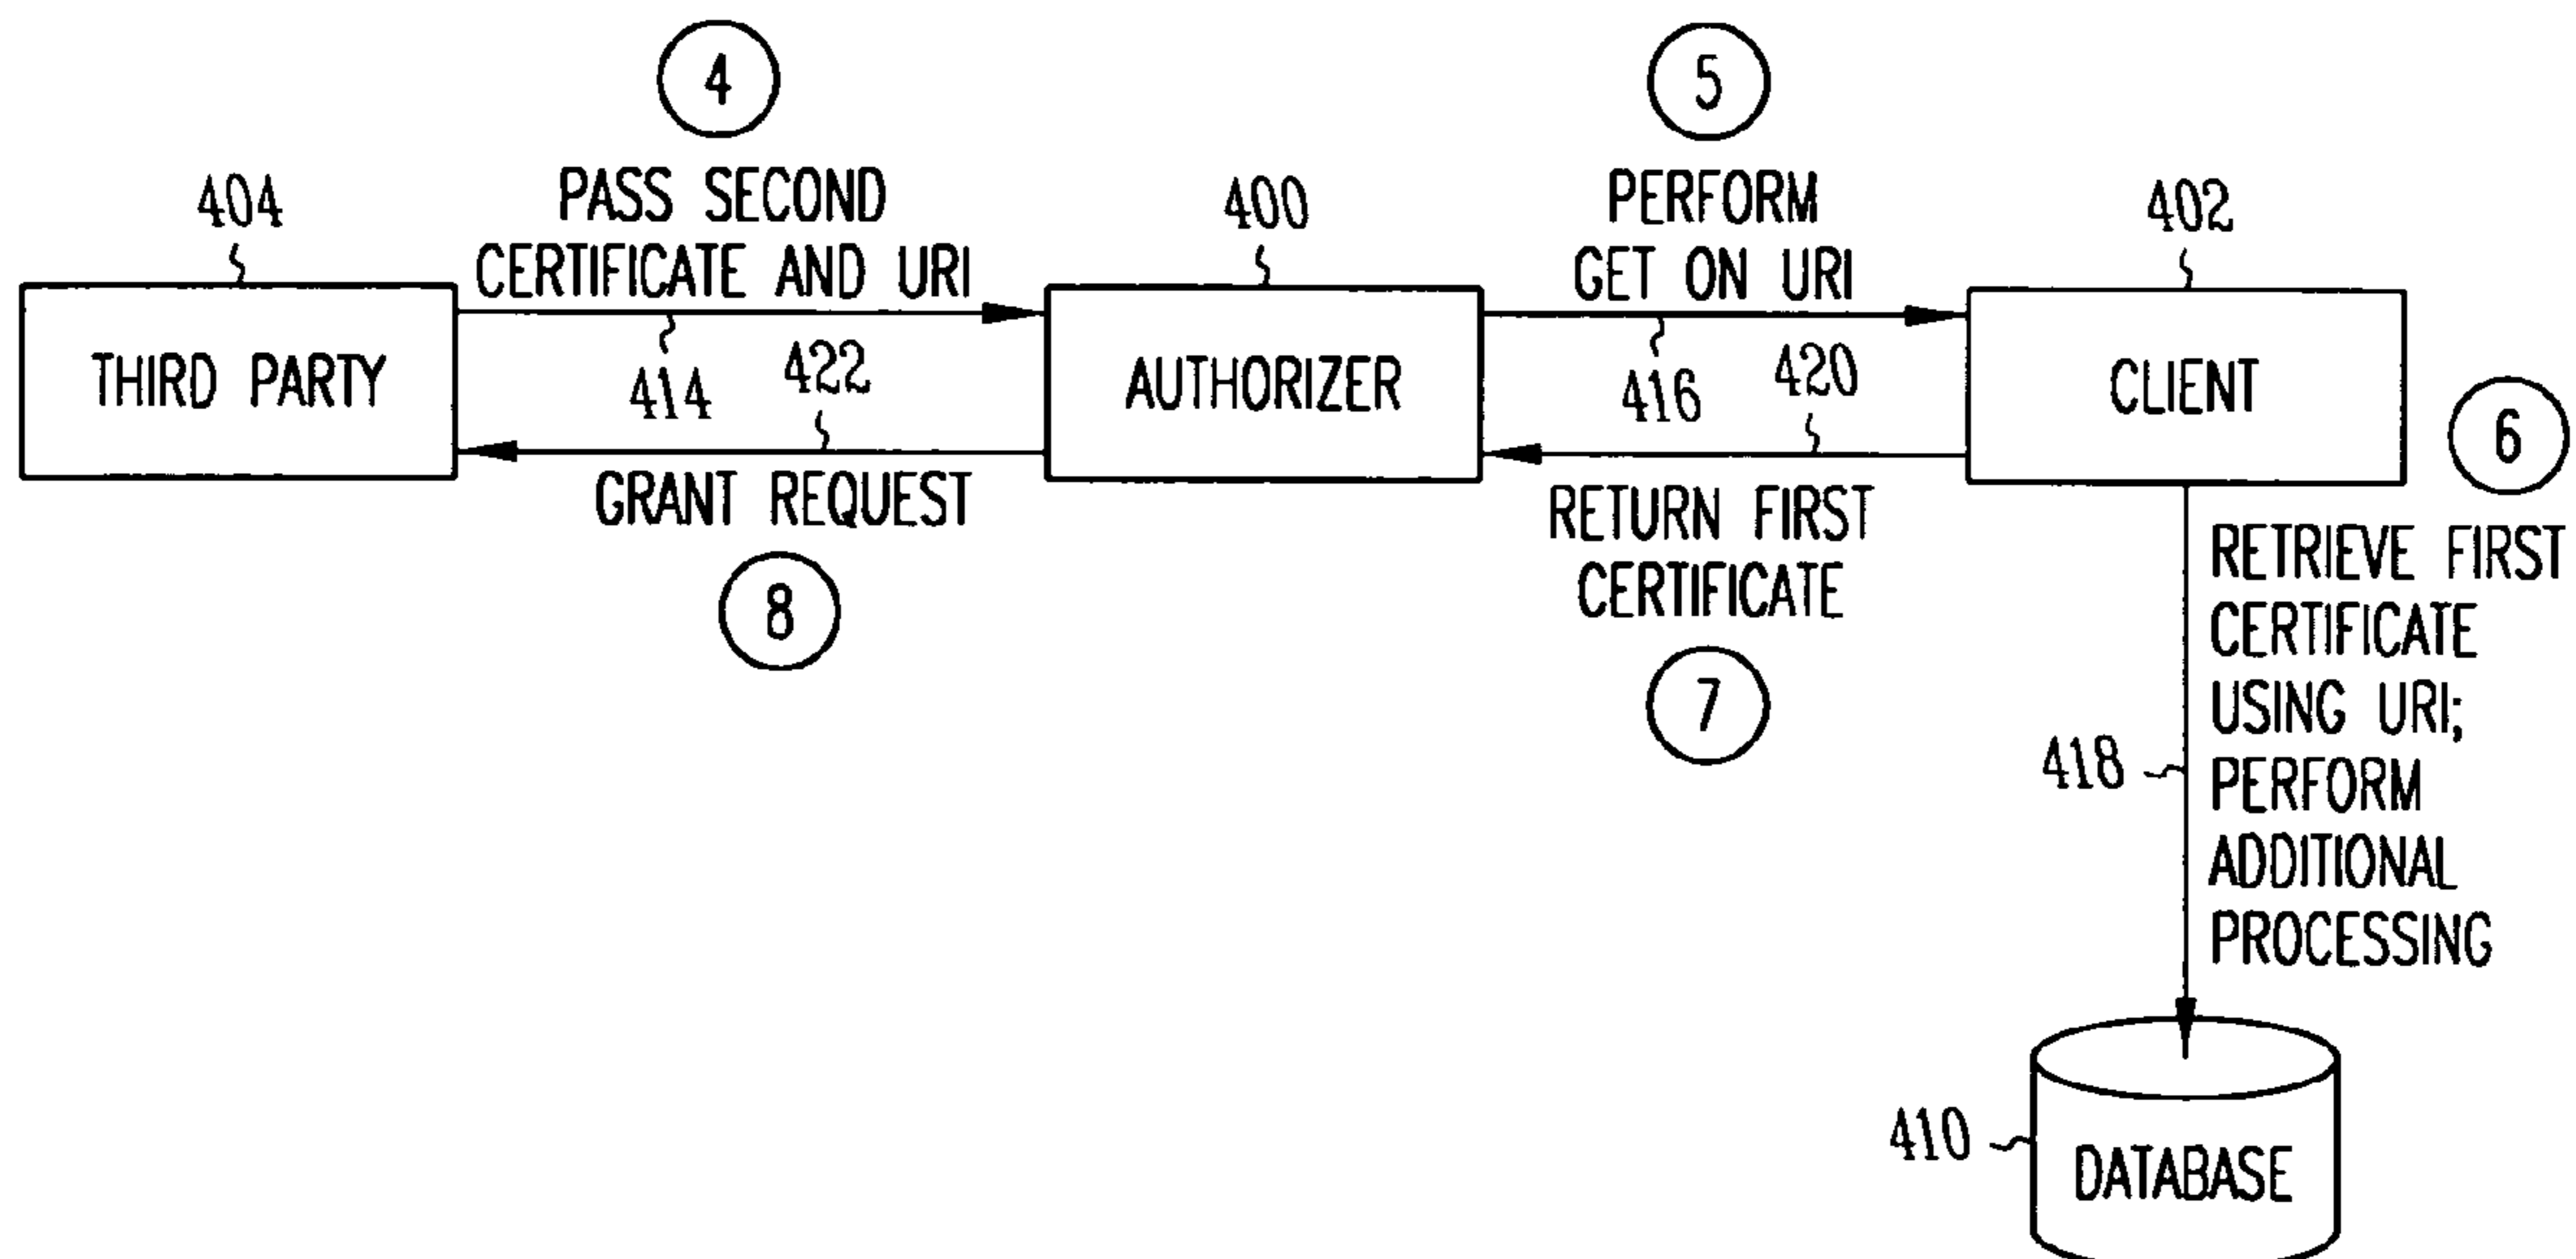 4
PASS SECOND
CERTIFICATE AND URI
5
PERFORM
GET ON URI
404
400
402
THIRD PARTY
414
422
AUTHORIZER
416
420
CLIENT
6
GRANT REQUEST
8
RETURN FIRST
CERTIFICATE
7
RETRIEVE FIRST
CERTIFICATE
USING URI;
PERFORM
ADDITIONAL
PROCESSING
418
410
DATABASE